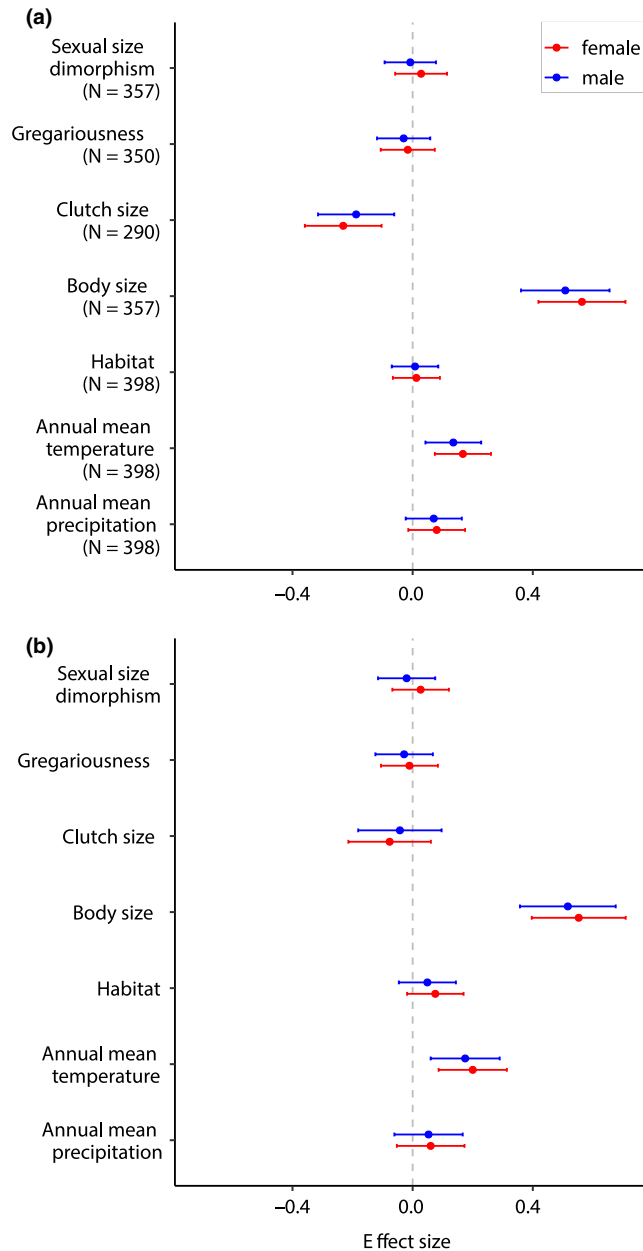 (a)
female
male
Sexual size
dimorphism
(N = 357)
Gregariousness
(N = 350)
Clutch size
(N = 290)
Body size
(N = 357)
Habitat
(N = 398)
Annual mean
temperature
(N = 398)
Annual mean
precipitation
(N = 398)
−0.4
0.0
0.4
(b)
Sexual size
dimorphism
Gregariousness
Clutch size
Body size
Habitat
Annual mean
temperature
Annual mean
precipitation
−0.4
0.0
0.4
Effect size